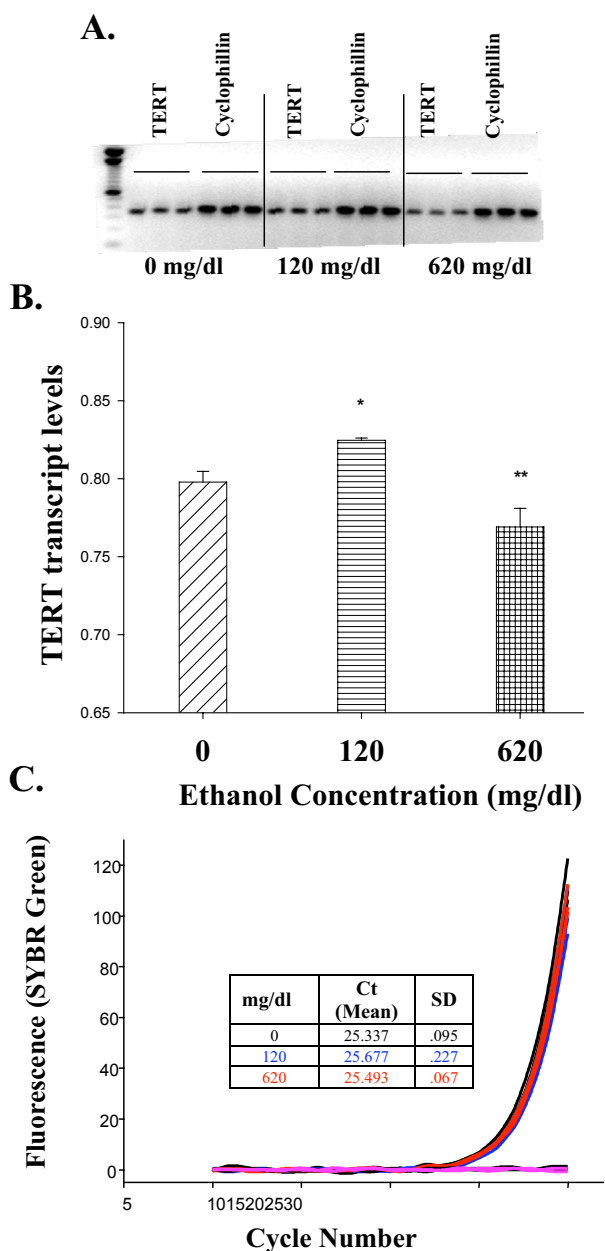 A.
TERT
Cyclophillin
TERT
Cyclophillin
TERT
Cyclophillin
0 mg/dl
120 mg/dl
620 mg/dl
B.
TERT transcript levels
0.90
0.85
0.80
0.75
0.70
0.65
*
**
0
120
620
Ethanol Concentration (mg/dl)
C.
Fluorescence (SYBR Green)
120
100
80
60
40
20
0
mg/dl Ct (Mean) SD
0 25.337 .095
120 25.677 .227
620 25.493 .067
5 1015202530
Cycle Number